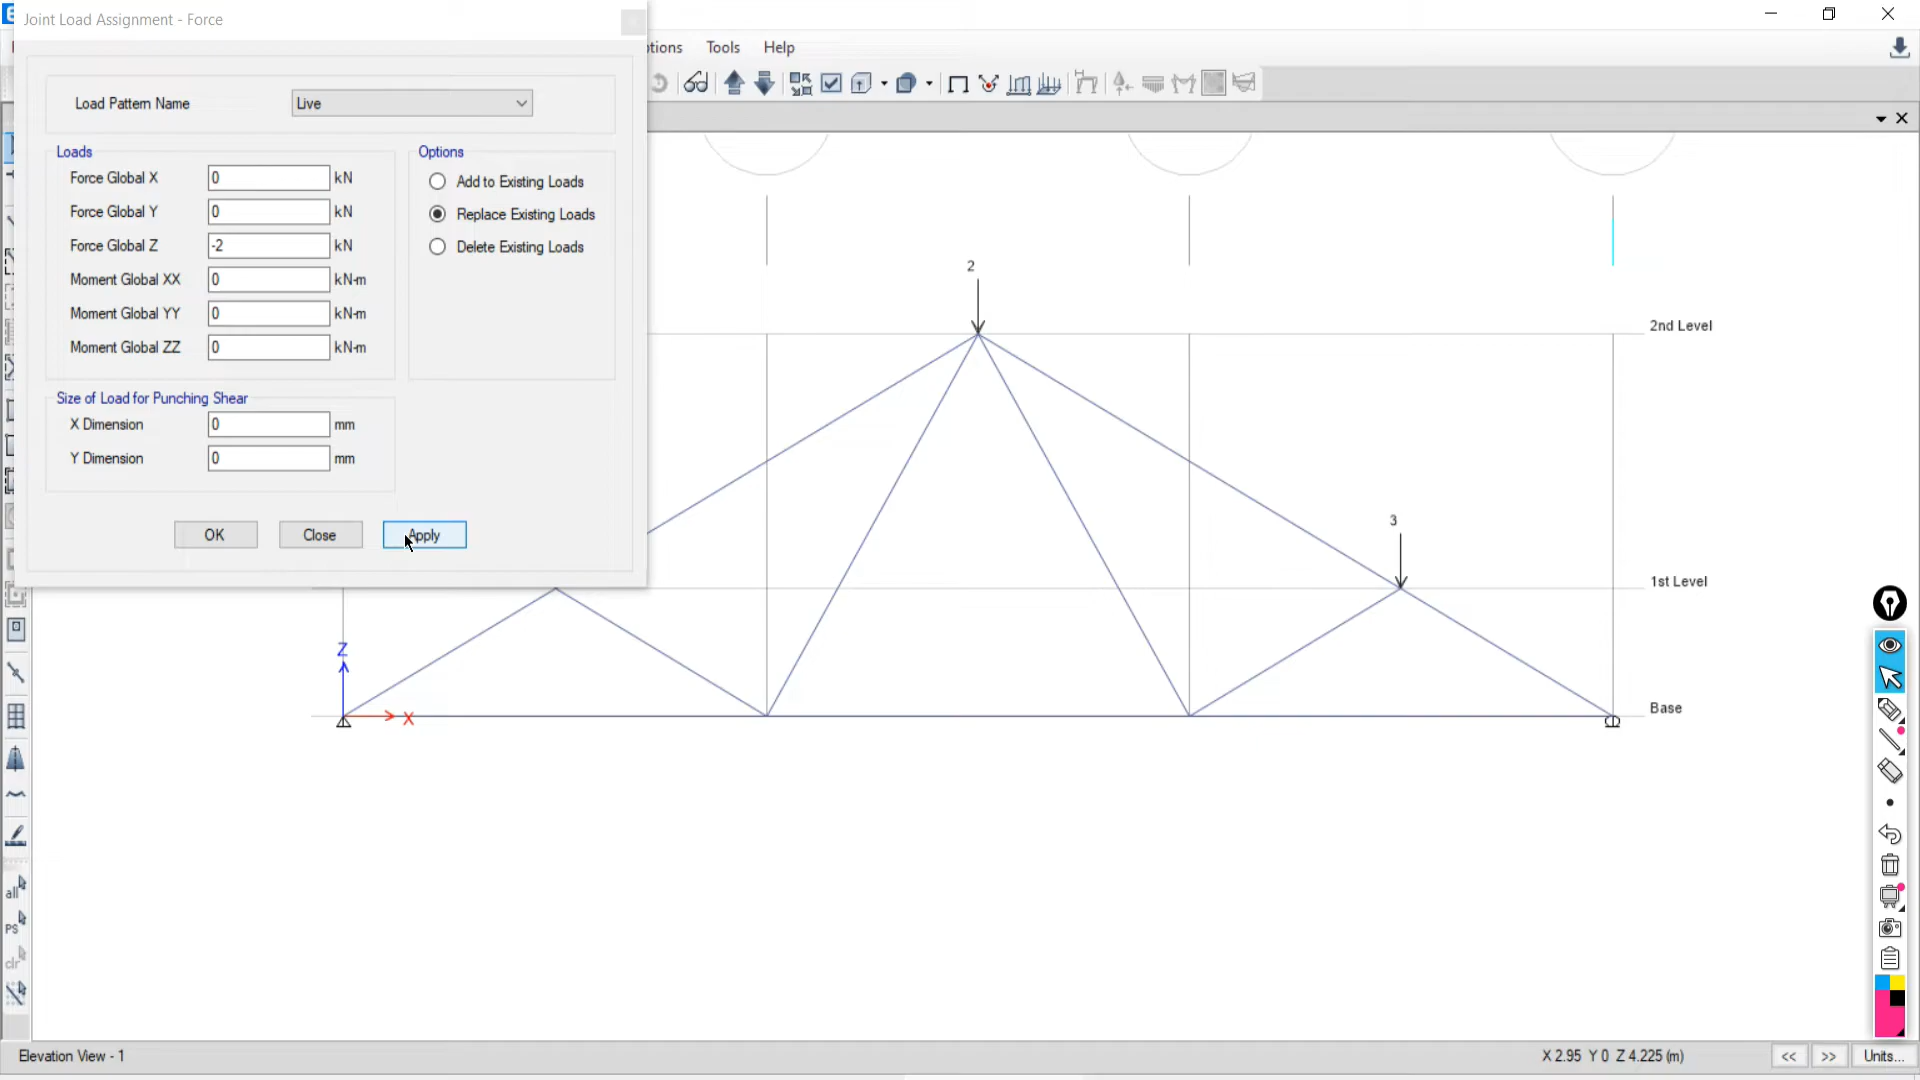 Joint Load Assignment - Force
Tools Help
Load Pattern Name Live
Loads
Force Global X 0 kN
Force Global Y 0 kN
Force Global Z -2 kN
Moment Global XX 0 kN-m
Moment Global YY 0 kN-m
Moment Global ZZ 0 kN-m
Options
Add to Existing Loads
Replace Existing Loads
Delete Existing Loads
Size of Load for Punching Shear
X Dimension 0 mm
Y Dimension 0 mm
OK Close Apply
2
2nd Level
3
1st Level
Z
X
Base
all
PS
clr
Elevation View - 1
X 2.95 Y 0 Z 4.225 (m)
<< >> Units...